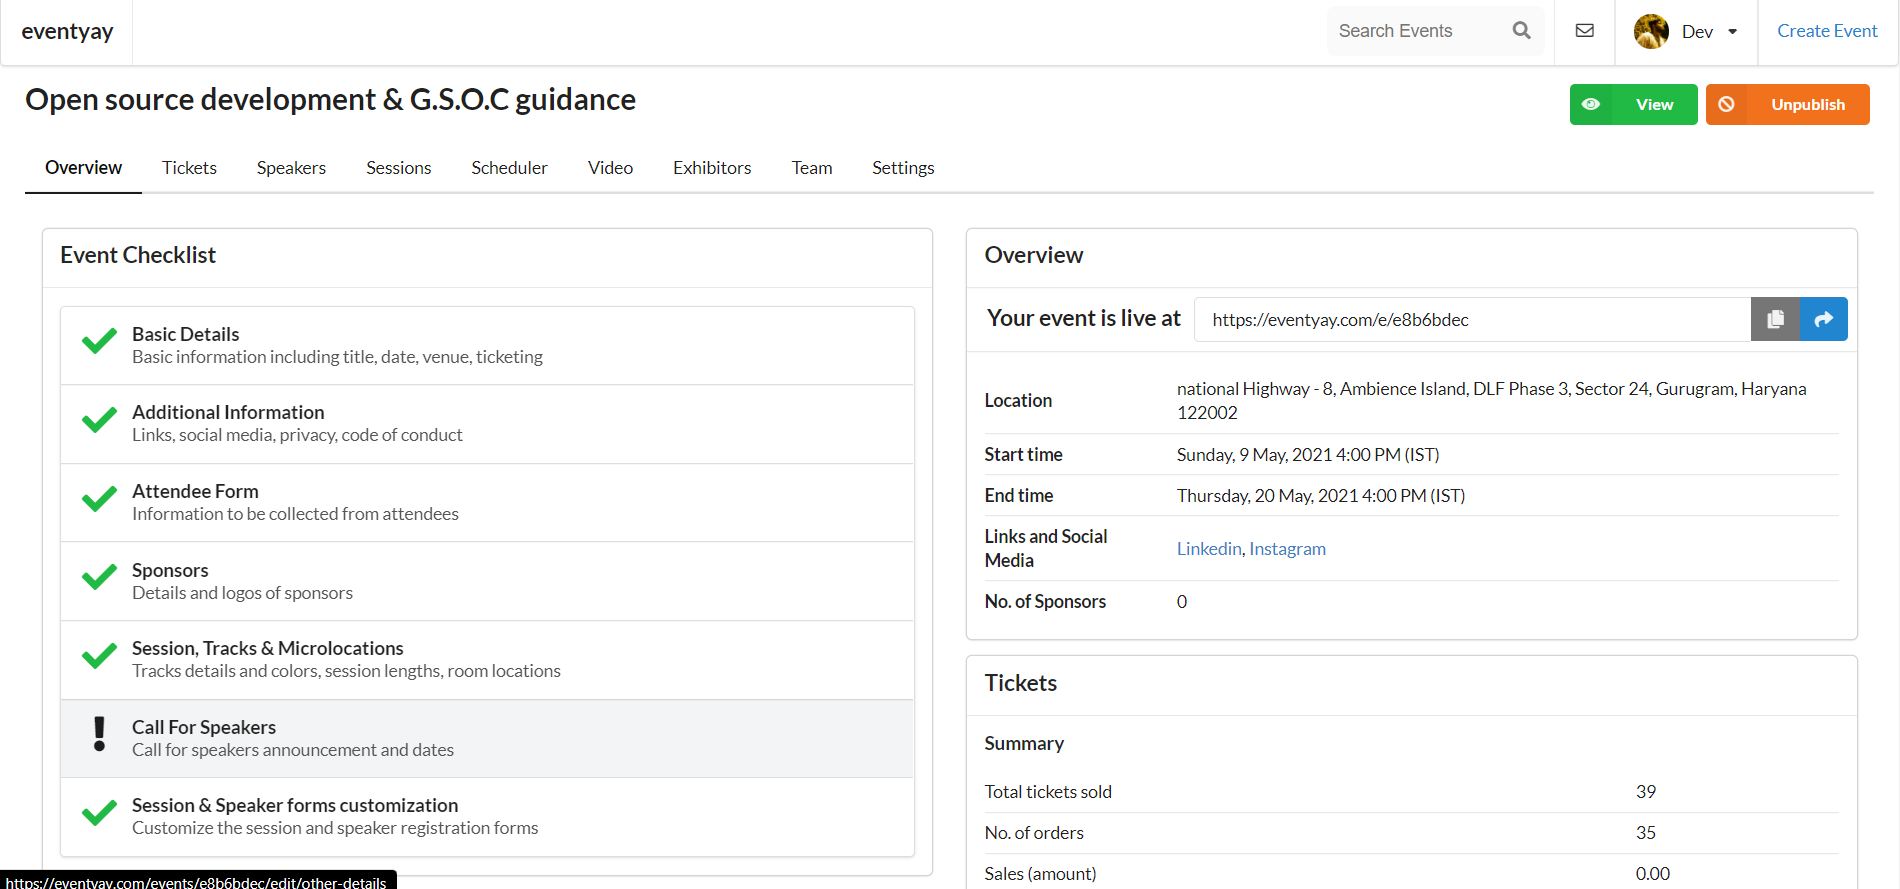 eventyay
Search Events
Dev
Create Event
Open source development & G.S.O.C guidance
View
Unpublish
Overview
Tickets
Speakers
Sessions
Scheduler
Video
Exhibitors
Team
Settings
Event Checklist
Basic Details
Basic information including title, date, venue, ticketing
Additional Information
Links, social media, privacy, code of conduct
Attendee Form
Information to be collected from attendees
Sponsors
Details and logos of sponsors
Session, Tracks & Microlocations
Tracks details and colors, session lengths, room locations
Call For Speakers
Call for speakers announcement and dates
Session & Speaker forms customization
Customize the session and speaker registration forms
Overview
Your event is live at
https://eventyay.com/e/e8b6bdec
Location
national Highway - 8, Ambience Island, DLF Phase 3, Sector 24, Gurugram, Haryana
122002
Start time
Sunday, 9 May, 2021 4:00 PM (IST)
End time
Thursday, 20 May, 2021 4:00 PM (IST)
Links and Social
Media
Linkedin, Instagram
No. of Sponsors
0
Tickets
Summary
Total tickets sold
39
No. of orders
35
Sales (amount)
0.00
https://eventyay.com/events/e8b6bdec/edit/other-details